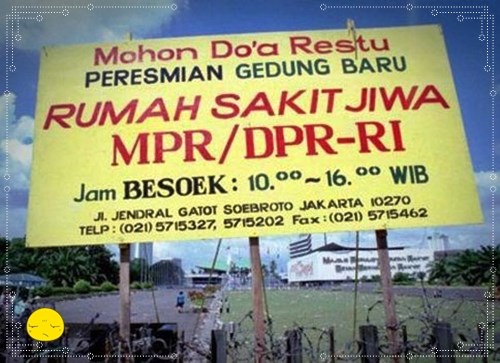 Mohon Do'a Restu
PERESMIAN GEDUNG BARU
RUMAH SAKIT JIWA
MPR/DPR-RI
Jam BESOEK: 10.⁰⁰~16.⁰⁰ WIB
Jl. JENDRAL GATOT SOEBROTO JAKARTA 10270
TELP: (021) 5715327, 5715202 Fax: (021) 5715462